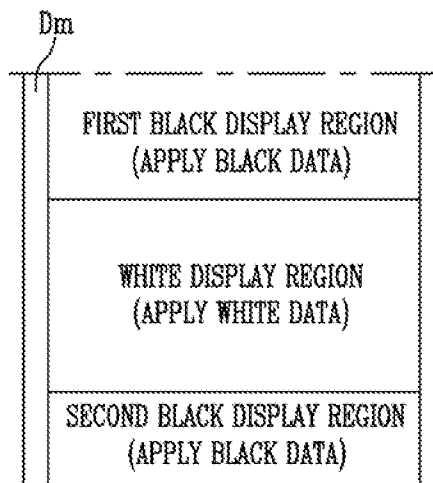 Dm
FIRST BLACK DISPLAY REGION
(APPLY BLACK DATA)
WHITE DISPLAY REGION
(APPLY WHITE DATA)
SECOND BLACK DISPLAY REGION
(APPLY BLACK DATA)